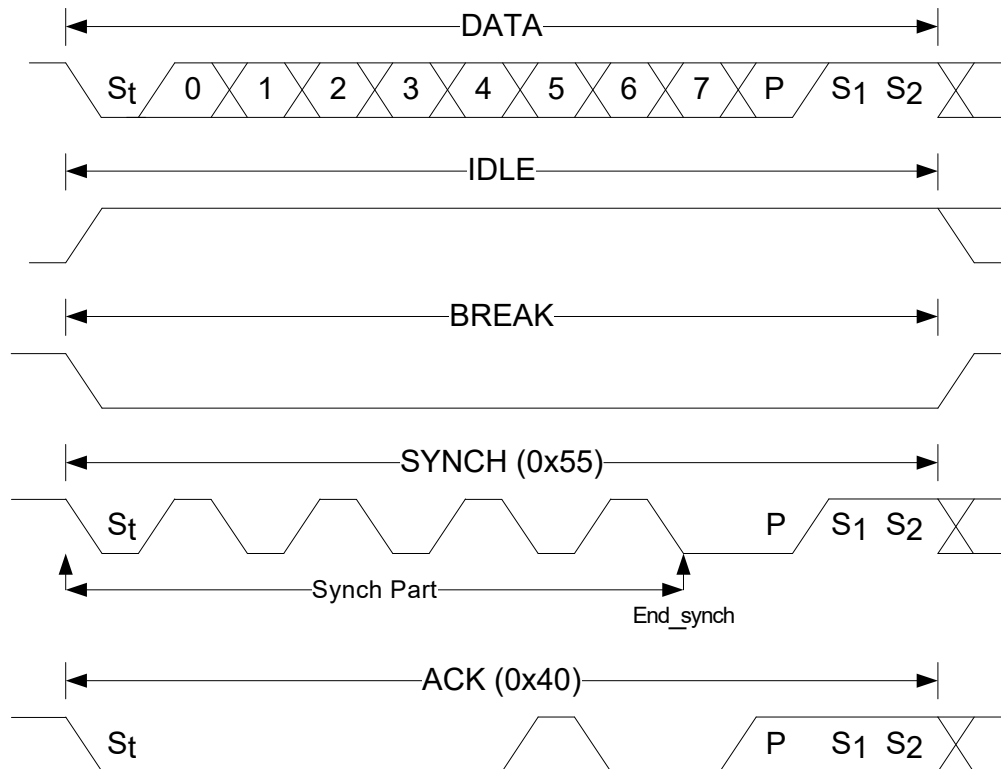 DATA
St 0 1 2 3 4 5 6 7 P S1 S2
IDLE
BREAK
SYNCH (0x55)
St P S1 S2
Synch Part
End_synch
ACK (0x40)
St P S1 S2